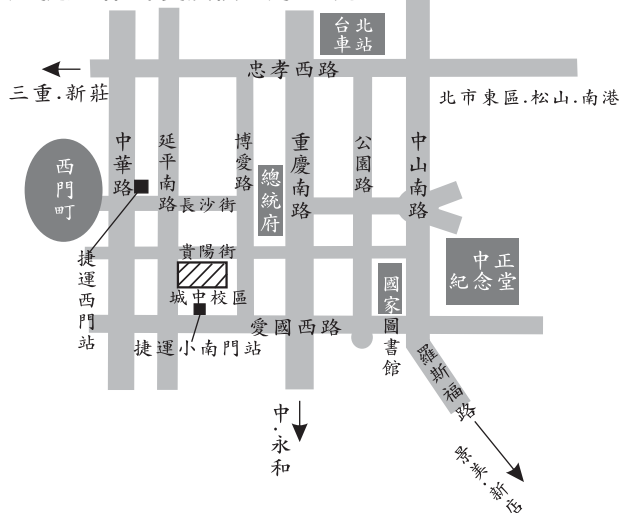 台北
車站
忠孝西路
三重.新莊
北市東區.松山.南港
中華路
延平南路
博愛路
重慶南路
公園路
中山南路
西門町
總統府
長沙街
貴陽街
捷運西門站
城中校區
中正
紀念堂
國家圖書館
愛國西路
捷運小南門站
羅斯福路
中.永和
景美.新店